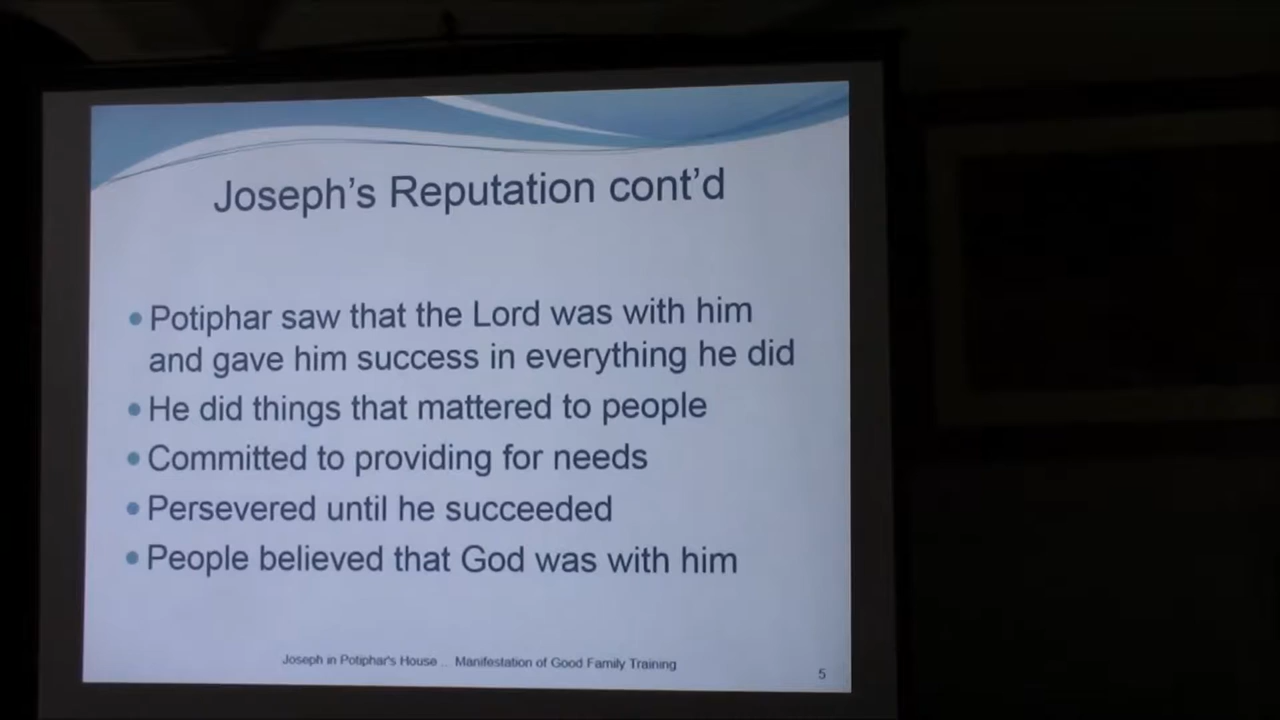 Joseph's Reputation cont'd
• Potiphar saw that the Lord was with him
and gave him success in everything he did
• He did things that mattered to people
• Committed to providing for needs
• Persevered until he succeeded
• People believed that God was with him
Joseph in Potiphar's House ... Manifestation of Good Family Training
5